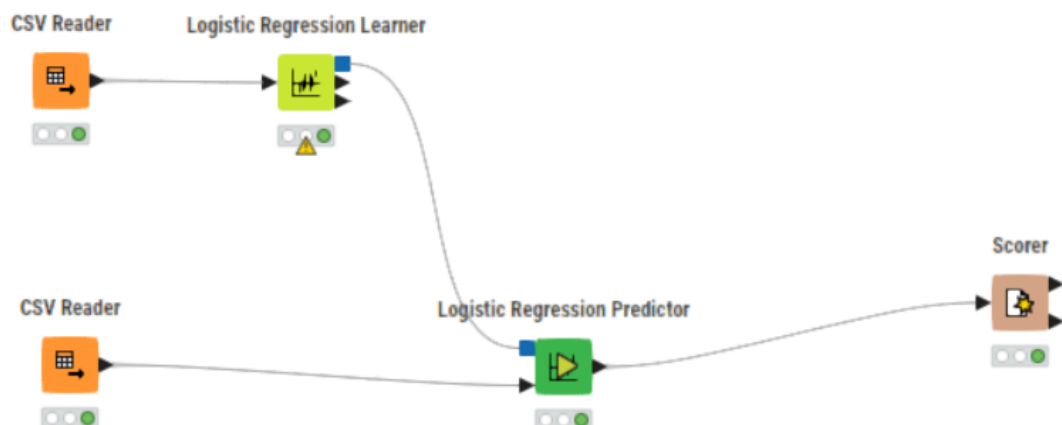 CSV Reader
Logistic Regression Learner
Scorer
CSV Reader
Logistic Regression Predictor